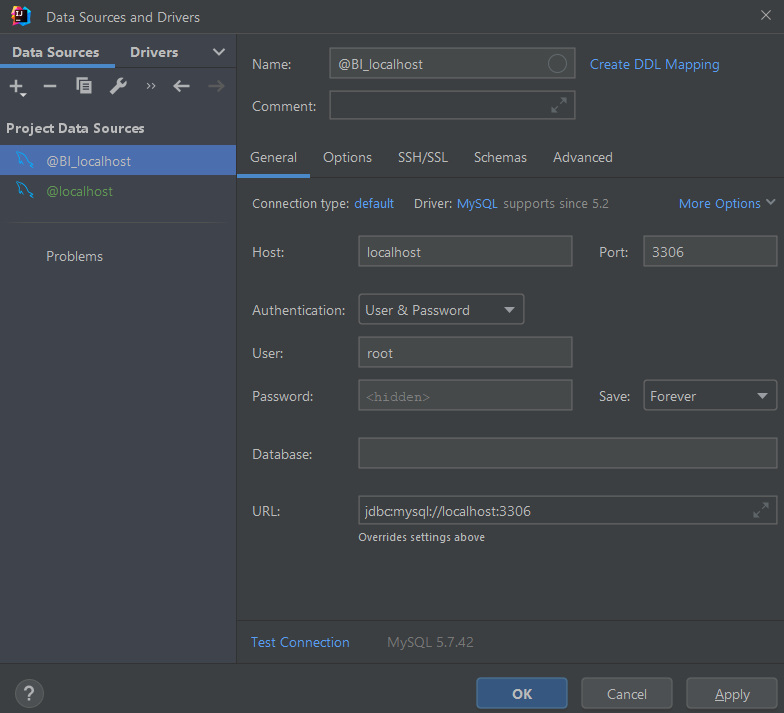 Data Sources and Drivers
Data Sources Drivers
Project Data Sources
@BI_localhost
@localhost
Problems
Name: @BI_localhost Create DDL Mapping
Comment:
General Options SSH/SSL Schemas Advanced
Connection type: default Driver: MySQL supports since 5.2 More Options
Host: localhost Port: 3306
Authentication: User & Password
User: root
Password: <hidden> Save: Forever
Database:
URL: jdbc:mysql://localhost:3306
Overrides settings above
Test Connection MySQL 5.7.42
? OK Cancel Apply